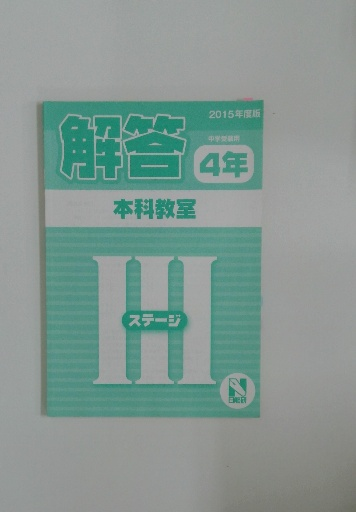 2015年度版
解答
中学受験用
4年
本科教室
III
ステージ
N